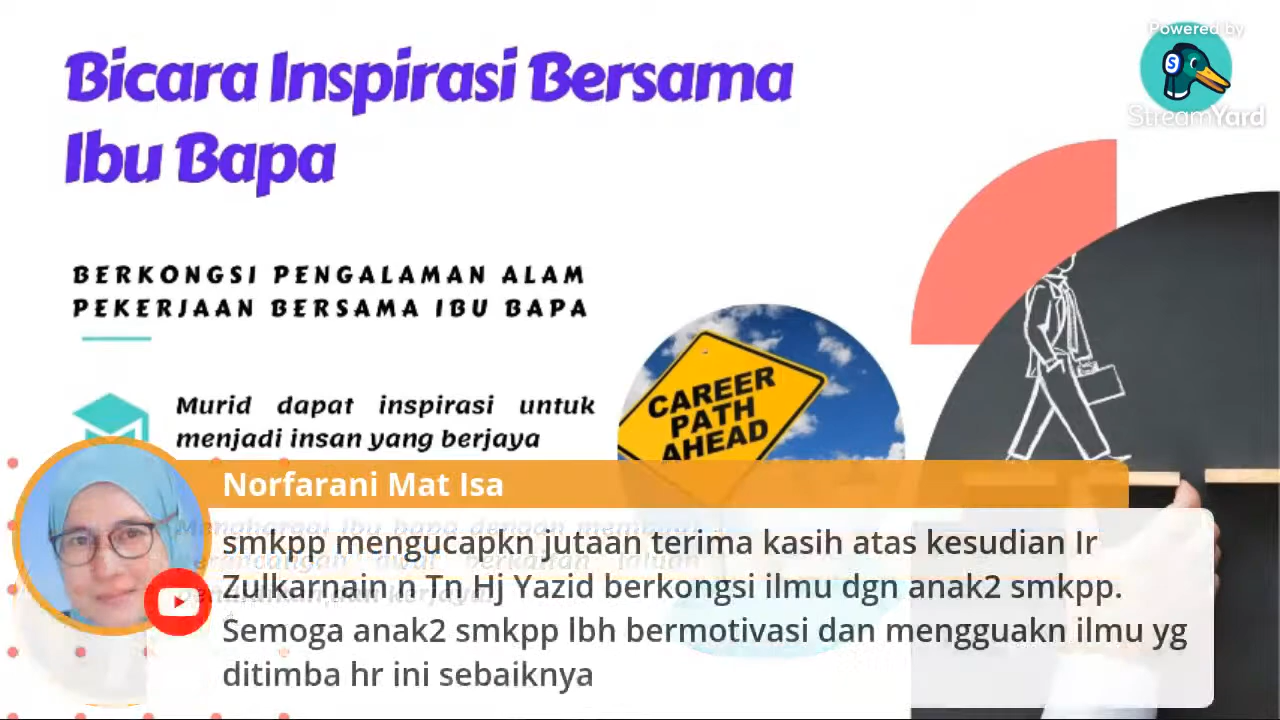 Powered by
StreamYard
Bicara Inspirasi Bersama
Ibu Bapa
BERKONGSI PENGALAMAN ALAM
PEKERJAAN BERSAMA IBU BAPA
Murid dapat inspirasi untuk
menjadi insan yang berjaya
CAREER
PATH
AHEAD
Norfarani Mat Isa
smkpp mengucapkn jutaan terima kasih atas kesudian Ir
Zulkarnain n Tn Hj Yazid berkongsi ilmu dgn anak2 smkpp.
Semoga anak2 smkpp lbh bermotivasi dan mengguakn ilmu yg
ditimba hr ini sebaiknya